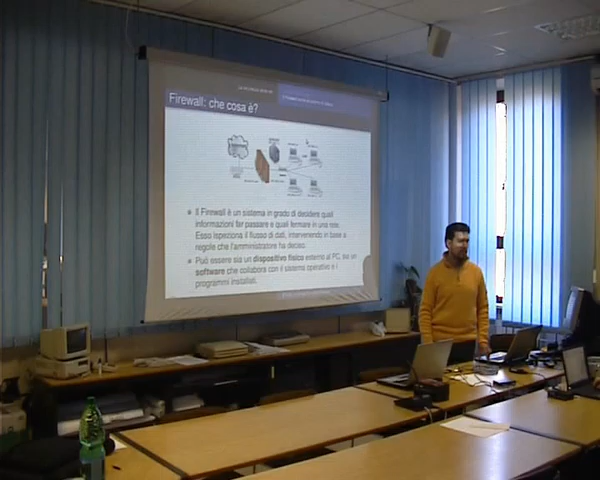 Firewall: che cosa è?
Il Firewall è un sistema in grado di decidere quali
informazioni far passare e quali fermare in una rete.
Esso ispeziona il flusso di dati, intervenendo in base a
regole che l'amministratore ha deciso.
Può essere sia un dispositivo fisico esterno al PC, sia un
software che collabora con il sistema operativo e i
programmi installati.